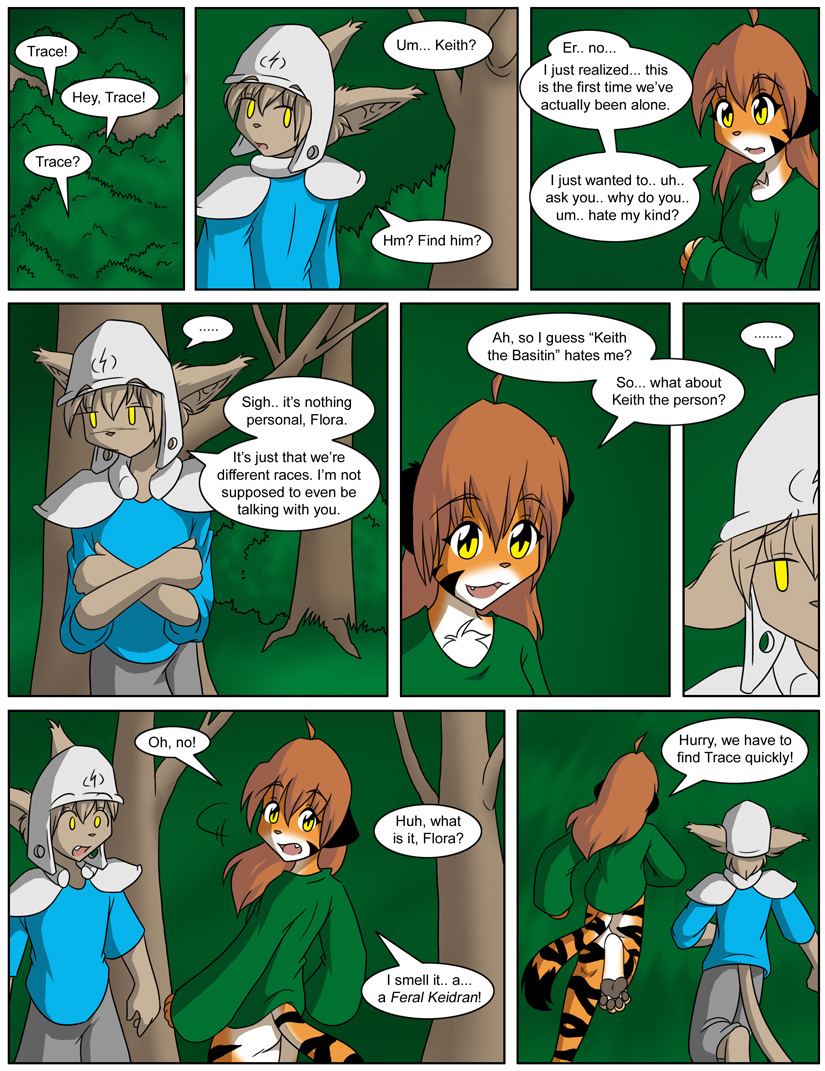 Trace!
Hey, Trace!
Trace?
Um... Keith?
Hm? Find him?
Er.. no...
I just realized... this
is the first time we've
actually been alone.
I just wanted to.. uh..
ask you.. why do you..
um.. hate my kind?
.....
Sigh.. it's nothing
personal, Flora.
It's just that we're
different races. I'm not
supposed to even be
talking with you.
Ah, so I guess "Keith
the Basitin" hates me?
So... what about
Keith the person?
.......
Oh, no!
Huh, what
is it, Flora?
I smell it.. a...
a Feral Keidran!
Hurry, we have to
find Trace quickly!